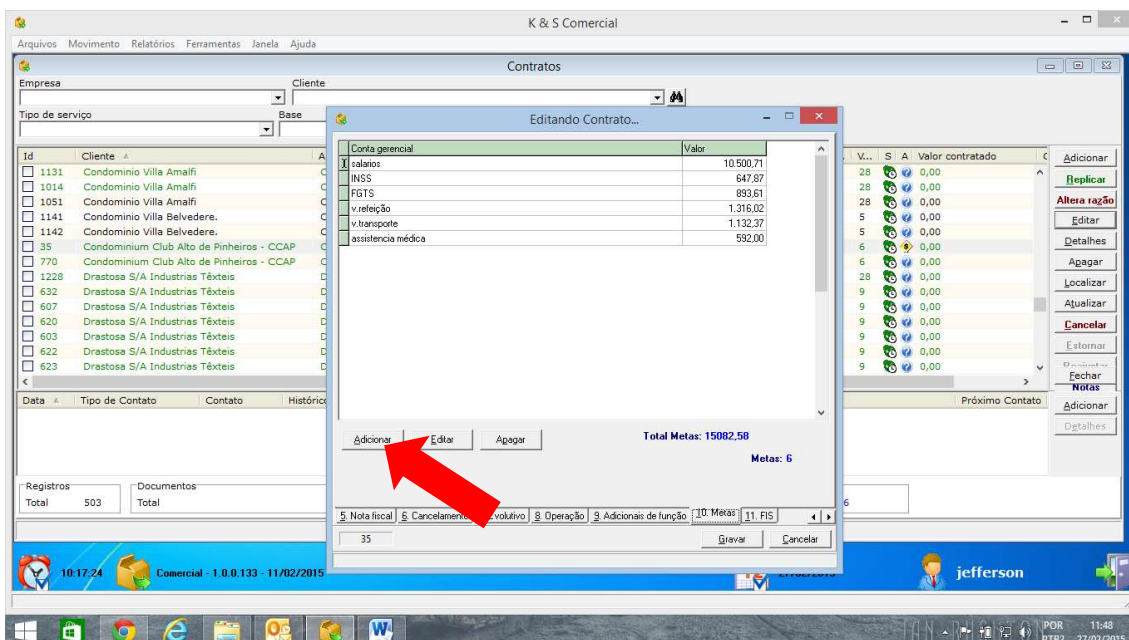 K & S Comercial
Arquivos Movimento Relatórios Ferramentas Janela Ajuda
Contratos
Empresa Cliente
Tipo de serviço Base
Editando Contrato...
Conta gerencial Valor
salarios 10.500,71
INSS 647,87
FGTS 893,61
v.refeição 1.316,02
v.transporte 1.132,37
assistencia médica 592,00
Adicionar Editar Apagar
Total Metas: 15082,58
Metas: 6
5. Nota fiscal 6. Cancelamento volutivo 8. Operação 9. Adicionais de função 10. Metas 11. FIS
35 Gravar Cancelar
Id Cliente A V... S A Valor contratado
1131 Condominio Villa Amalfi 28 0,00
1014 Condominio Villa Amalfi 28 0,00
1051 Condominio Villa Amalfi 28 0,00
1141 Condominio Villa Belvedere. 5 0,00
1142 Condominio Villa Belvedere. 5 0,00
35 Condominium Club Alto de Pinheiros - CCAP 6 0,00
770 Condominium Club Alto de Pinheiros - CCAP 6 0,00
1228 Drastosa S/A Industrias Têxteis 28 0,00
632 Drastosa S/A Industrias Têxteis 9 0,00
607 Drastosa S/A Industrias Têxteis 9 0,00
620 Drastosa S/A Industrias Têxteis 9 0,00
603 Drastosa S/A Industrias Têxteis 9 0,00
622 Drastosa S/A Industrias Têxteis 9 0,00
623 Drastosa S/A Industrias Têxteis 9 0,00
Adicionar
Replicar
Altera razão
Editar
Detalhes
Apagar
Localizar
Atualizar
Cancelar
Estornar
Fechar
Notas
Adicionar
Detalhes
Data Tipo de Contato Contato Histórico Próximo Contato
Registros Documentos
Total 503 Total 6
10:17:24 Comercial - 1.0.0.133 - 11/02/2015 27/02/2015 jefferson
POR 11:48
PTB2 27/02/2015